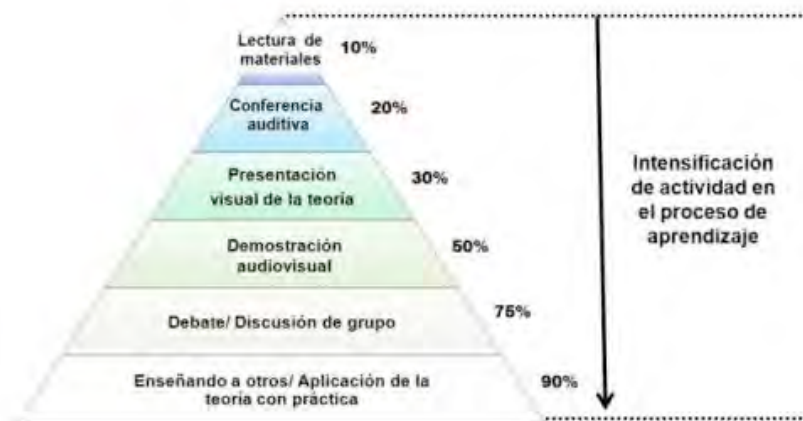 Lectura de
materiales
10%
Conferencia
auditiva
20%
Presentación
visual de la teoría
30%
Demostración
audiovisual
50%
Debate/ Discusión de grupo
75%
Enseñando a otros/ Aplicación de la
teoría con práctica
90%
Intensificación
de actividad en
el proceso de
aprendizaje